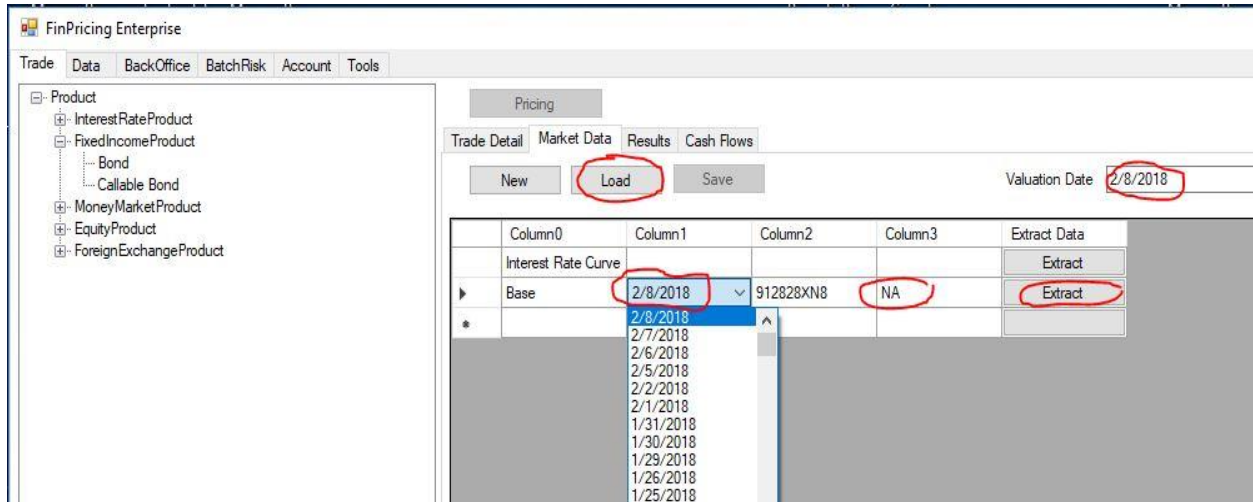 FinPricing Enterprise
Trade Data BackOffice BatchRisk Account Tools
Product
InterestRateProduct
FixedIncomeProduct
Bond
Callable Bond
MoneyMarketProduct
EquityProduct
ForeignExchangeProduct
Pricing
Trade Detail Market Data Results Cash Flows
New Load Save Valuation Date 2/8/2018
Column0 Column1 Column2 Column3 Extract Data
Interest Rate Curve Extract
Base 2/8/2018 912828XN8 NA Extract
2/8/2018
2/7/2018
2/6/2018
2/5/2018
2/2/2018
2/1/2018
1/31/2018
1/30/2018
1/29/2018
1/26/2018
1/25/2018